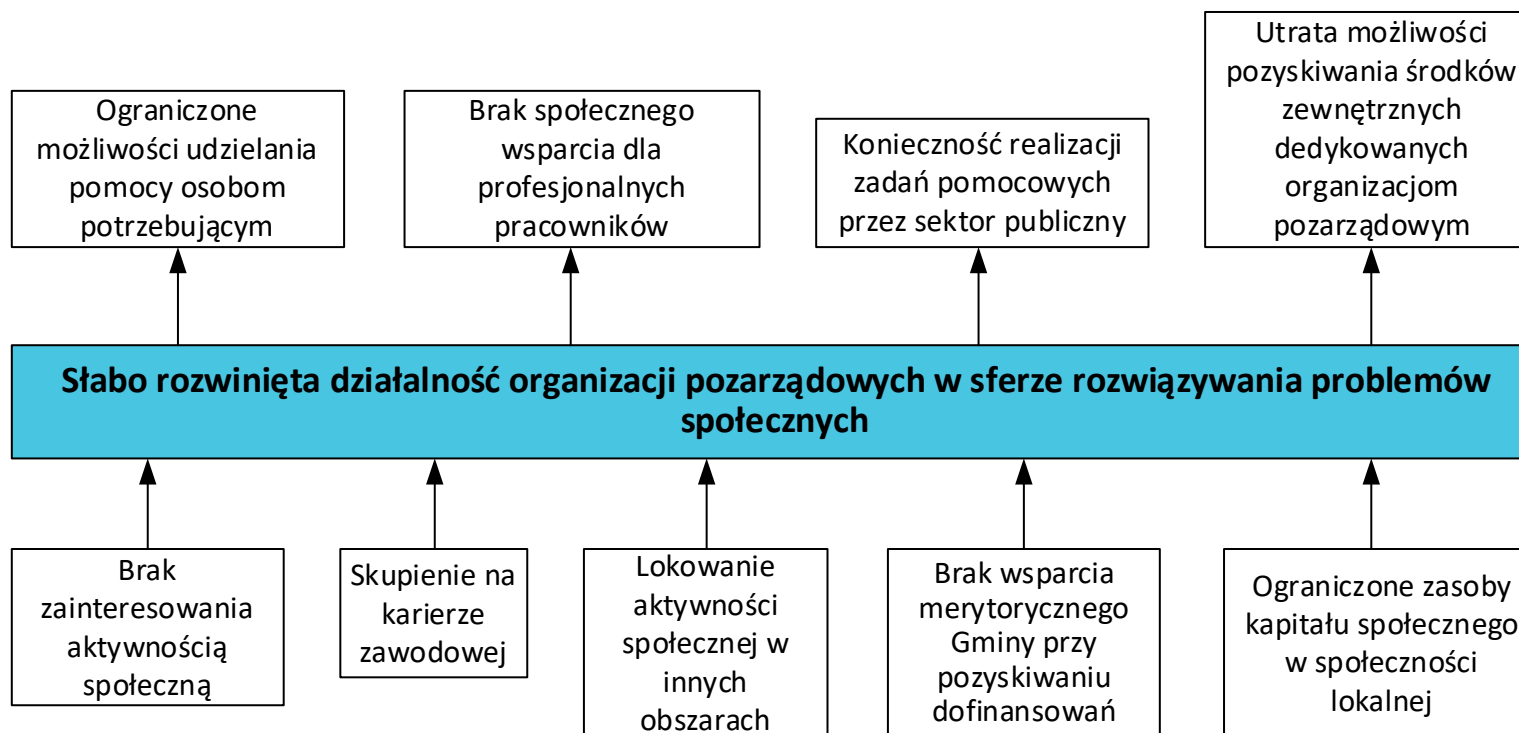 Ograniczone
możliwości udzielania
pomocy osobom
potrzebującym
Brak społecznego
wsparcia dla
profesjonalnych
pracowników
Konieczność realizacji
zadań pomocowych
przez sektor publiczny
Utrata możliwości
pozyskiwania środków
zewnętrznych
dedykowanych
organizacjom
pozarządowym
Słabo rozwinięta działalność organizacji pozarządowych w sferze rozwiązywania problemów
społecznych
Brak
zainteresowania
aktywnością
społeczną
Skupienie na
karierze
zawodowej
Lokowanie
aktywności
społecznej w
innych
obszarach
Brak wsparcia
merytorycznego
Gminy przy
pozyskiwaniu
dofinansowań
Ograniczone zasoby
kapitału społecznego
w społeczności
lokalnej